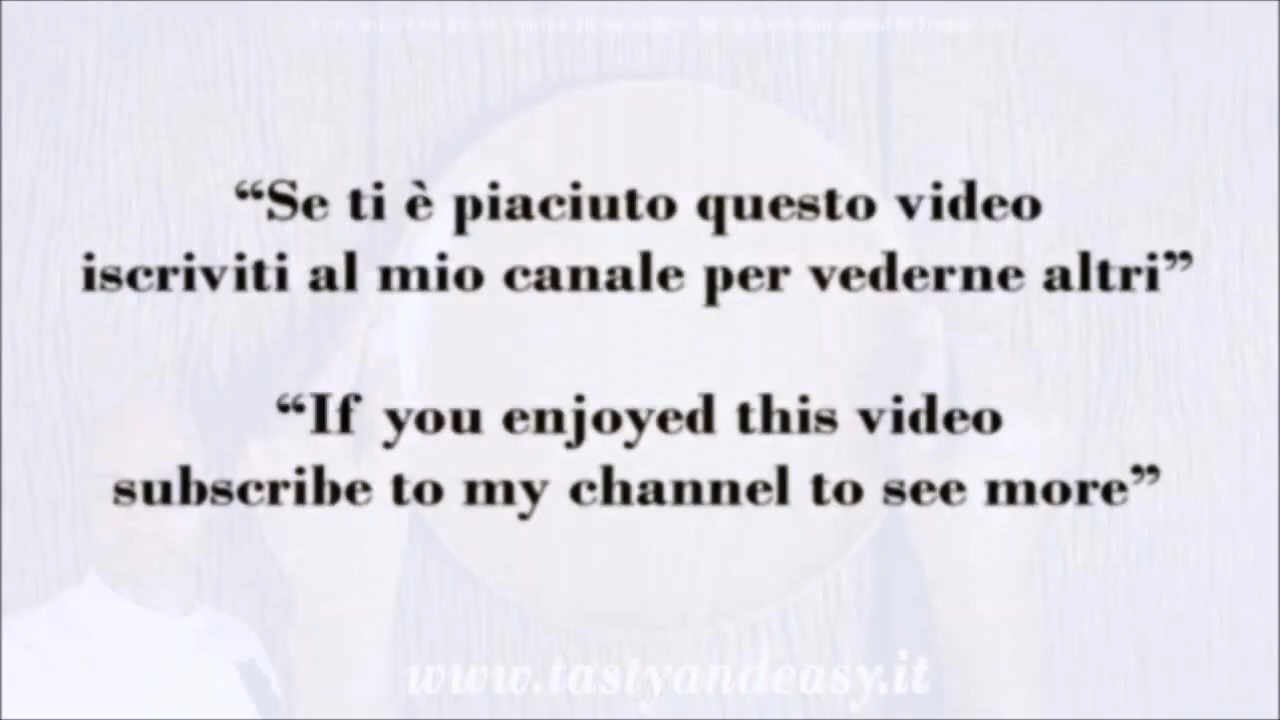 “Se ti è piaciuto questo video
iscriviti al mio canale per vederne altri”
“If you enjoyed this video
subscribe to my channel to see more”
www.tastyandeasy.it